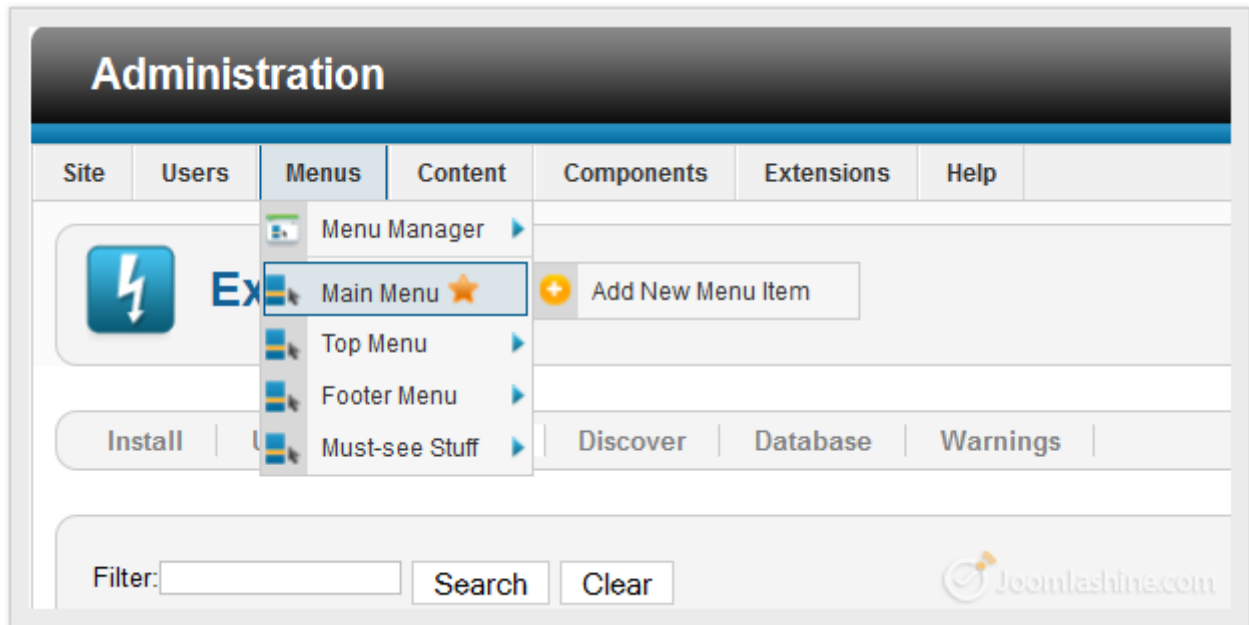 Administration
Site Users Menus Content Components Extensions Help
Menu Manager
Ex
Main Menu
Add New Menu Item
Top Menu
Footer Menu
Install
Must-see Stuff
Discover Database Warnings
Filter: Search Clear
Joomlashine.com